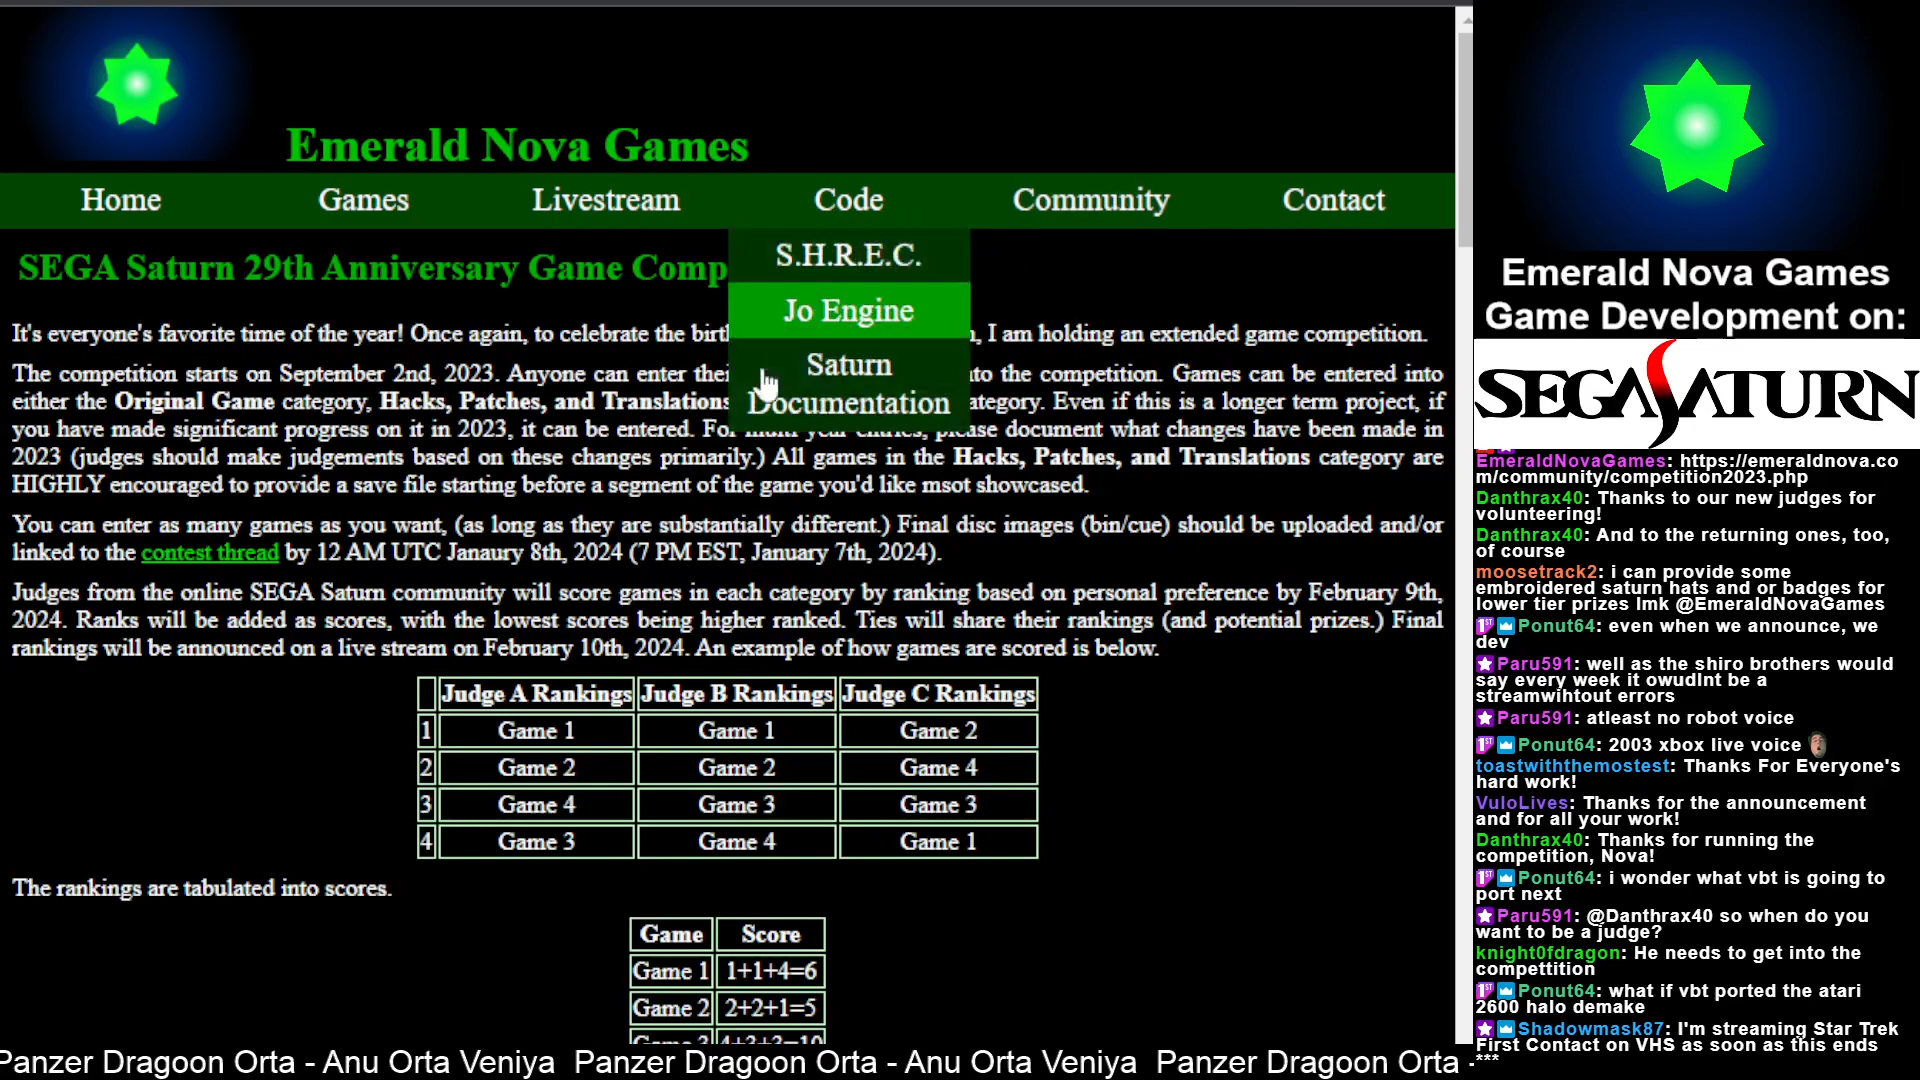 Emerald Nova Games
Home Games Livestream Code Community Contact
S.H.R.E.C.
Jo Engine
Saturn
Documentation
SEGA Saturn 29th Anniversary Game Comp
It's everyone's favorite time of the year! Once again, to celebrate the birt , I am holding an extended game competition.
The competition starts on September 2nd, 2023. Anyone can enter thei to the competition. Games can be entered into
either the Original Game category, Hacks, Patches, and Translations ategory. Even if this is a longer term project, if
you have made significant progress on it in 2023, it can be entered. For multi year entries, please document what changes have been made in
2023 (judges should make judgements based on these changes primarily.) All games in the Hacks, Patches, and Translations category are
HIGHLY encouraged to provide a save file starting before a segment of the game you'd like msot showcased.
You can enter as many games as you want, (as long as they are substantially different.) Final disc images (bin/cue) should be uploaded and/or
linked to the contest thread by 12 AM UTC Janaury 8th, 2024 (7 PM EST, January 7th, 2024).
Judges from the online SEGA Saturn community will score games in each category by ranking based on personal preference by February 9th,
2024. Ranks will be added as scores, with the lowest scores being higher ranked. Ties will share their rankings (and potential prizes.) Final
rankings will be announced on a live stream on February 10th, 2024. An example of how games are scored is below.
Judge A Rankings Judge B Rankings Judge C Rankings
1 Game 1 Game 1 Game 2
2 Game 2 Game 2 Game 4
3 Game 4 Game 3 Game 3
4 Game 3 Game 4 Game 1
The rankings are tabulated into scores.
Game Score
Game 1 1+1+4=6
Game 2 2+2+1=5
Game 3 4+3+3=10
Panzer Dragoon Orta - Anu Orta Veniya Panzer Dragoon Orta - Anu Orta Veniya Panzer Dragoon Orta -
Emerald Nova Games
Game Development on:
SEGA SATURN
EmeraldNovaGames: https://emeraldnova.co
m/community/competition2023.php
Danthrax40: Thanks to our new judges for
volunteering!
Danthrax40: And to the returning ones, too,
of course
moosetrack2: i can provide some
embroidered saturn hats and or badges for
lower tier prizes lmk @EmeraldNovaGames
1ST Ponut64: even when we announce, we
dev
Paru591: well as the shiro brothers would
say every week it owudlnt be a
streamwihtout errors
Paru591: atleast no robot voice
1ST Ponut64: 2003 xbox live voice
toastwiththemostest: Thanks For Everyone's
hard work!
VuloLives: Thanks for the announcement
and for all your work!
Danthrax40: Thanks for running the
competition, Nova!
1ST Ponut64: i wonder what vbt is going to
port next
Paru591: @Danthrax40 so when do you
want to be a judge?
knight0fdragon: He needs to get into the
compettition
1ST Ponut64: what if vbt ported the atari
2600 halo demake
Shadowmask87: I'm streaming Star Trek
First Contact on VHS as soon as this ends
***